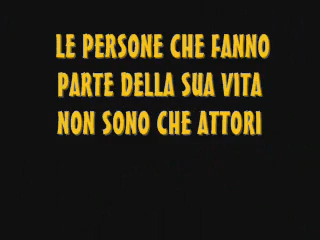 LE PERSONE CHE FANNO
PARTE DELLA SUA VITA
NON SONO CHE ATTORI